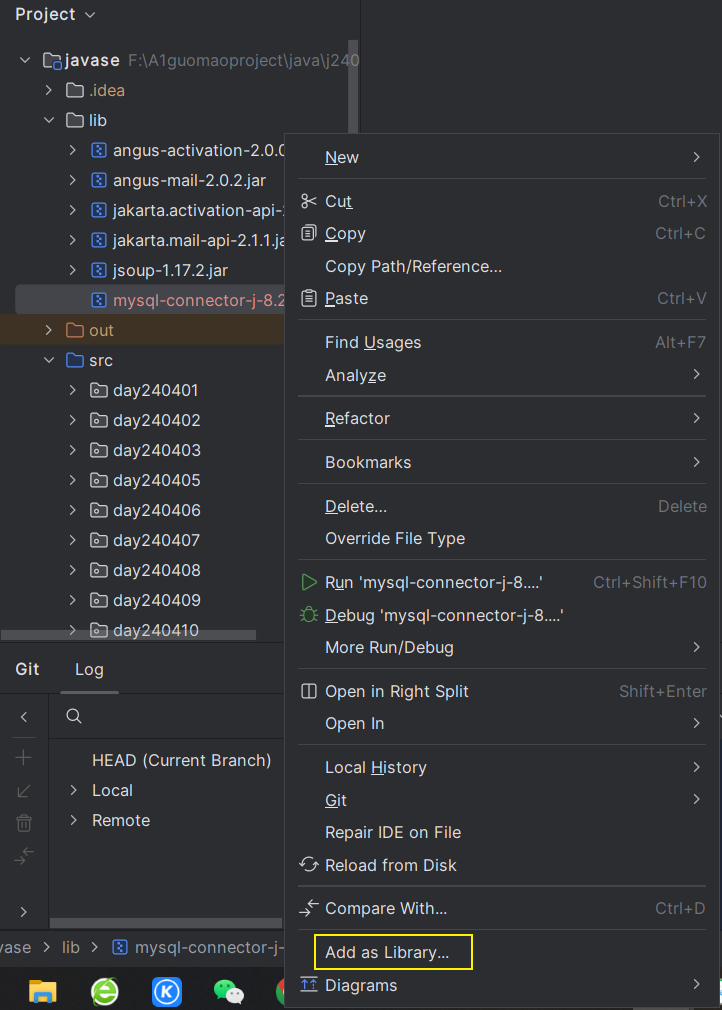 Project
javase F:\A1guomaoproject\java\j240
.idea
lib
angus-activation-2.0.0
angus-mail-2.0.2.jar
jakarta.activation-api-
jakarta.mail-api-2.1.1.ja
jsoup-1.17.2.jar
mysql-connector-j-8.2
out
src
day240401
day240402
day240403
day240405
day240406
day240407
day240408
day240409
day240410
New
Cut Ctrl+X
Copy Ctrl+C
Copy Path/Reference...
Paste Ctrl+V
Find Usages Alt+F7
Analyze
Refactor
Bookmarks
Delete... Delete
Override File Type
Run 'mysql-connector-j-8....' Ctrl+Shift+F10
Debug 'mysql-connector-j-8....'
More Run/Debug
Open in Right Split Shift+Enter
Open In
Local History
Git
Repair IDE on File
Reload from Disk
Compare With... Ctrl+D
Add as Library...
Diagrams
Git Log
HEAD (Current Branch)
Local
Remote
vase lib mysql-connector-j-